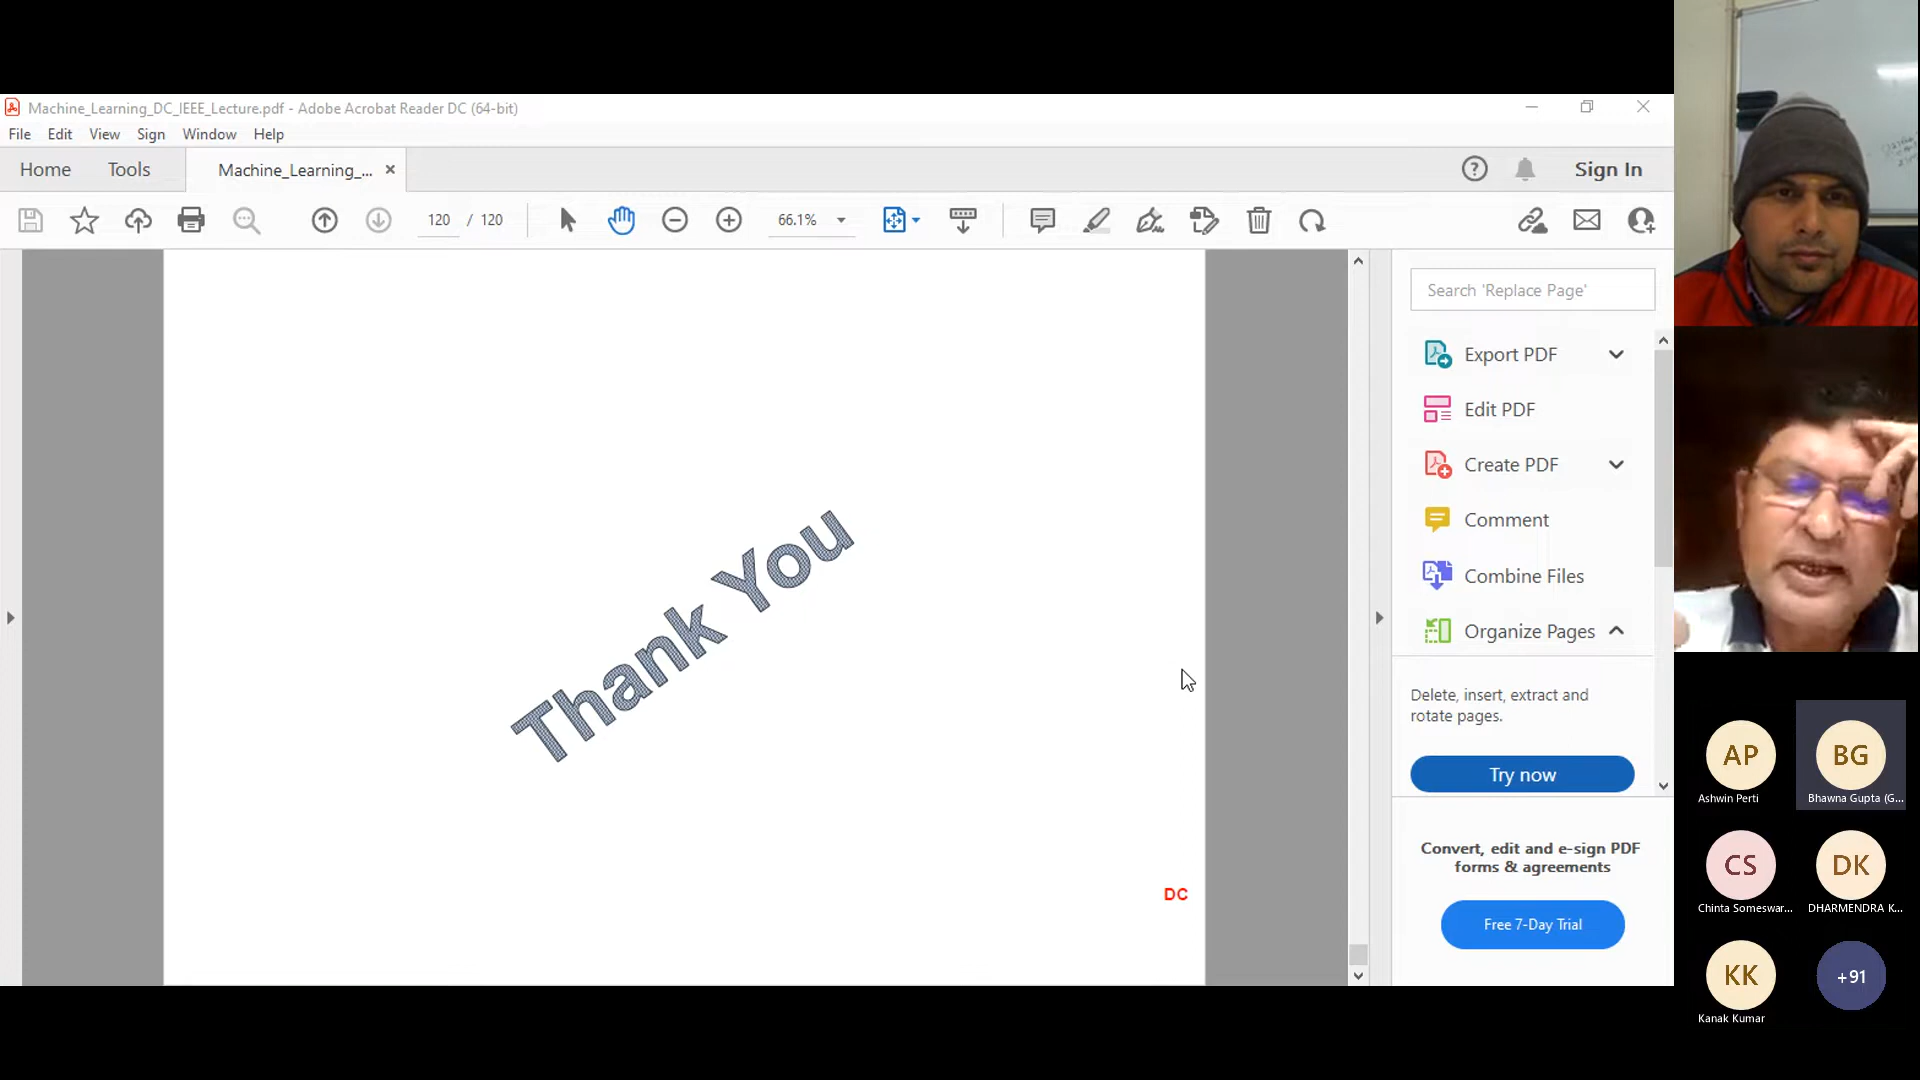 Machine_Learning_DC_IEEE_Lecture.pdf - Adobe Acrobat Reader DC (64-bit)
File Edit View Sign Window Help
Home Tools Machine_Learning_... Sign In
120 / 120 66.1%
Search 'Replace Page'
Export PDF
Edit PDF
Create PDF
Comment
Combine Files
Organize Pages
Delete, insert, extract and
rotate pages.
Try now
Convert, edit and e-sign PDF
forms & agreements
Free 7-Day Trial
Thank You
DC
AP BG
Ashwin Perti Bhawna Gupta (G...
CS DK
Chinta Someswar... DHARMENDRA K...
KK +91
Kanak Kumar